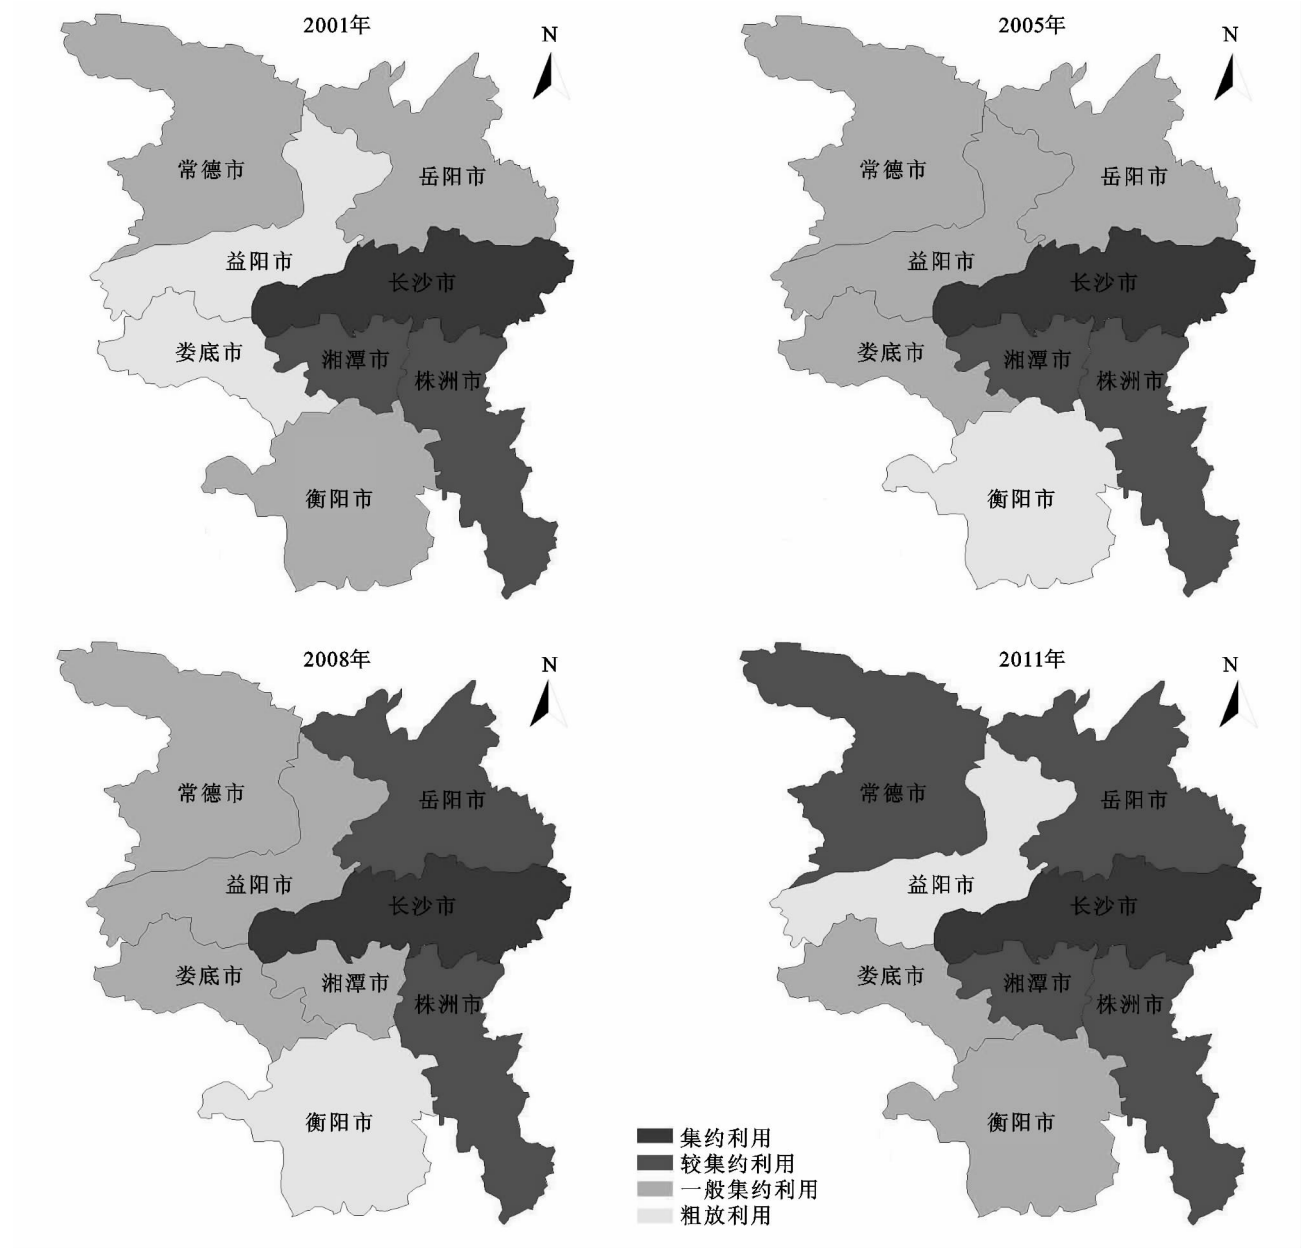 2001年
N
常德市
岳阳市
益阳市
长沙市
娄底市
湘潭市
株洲市
衡阳市
2005年
N
常德市
岳阳市
益阳市
长沙市
娄底市
湘潭市
株洲市
衡阳市
2008年
N
常德市
岳阳市
益阳市
长沙市
娄底市
湘潭市
株洲市
衡阳市
2011年
N
常德市
岳阳市
益阳市
长沙市
娄底市
湘潭市
株洲市
衡阳市
集约利用
较集约利用
一般集约利用
粗放利用